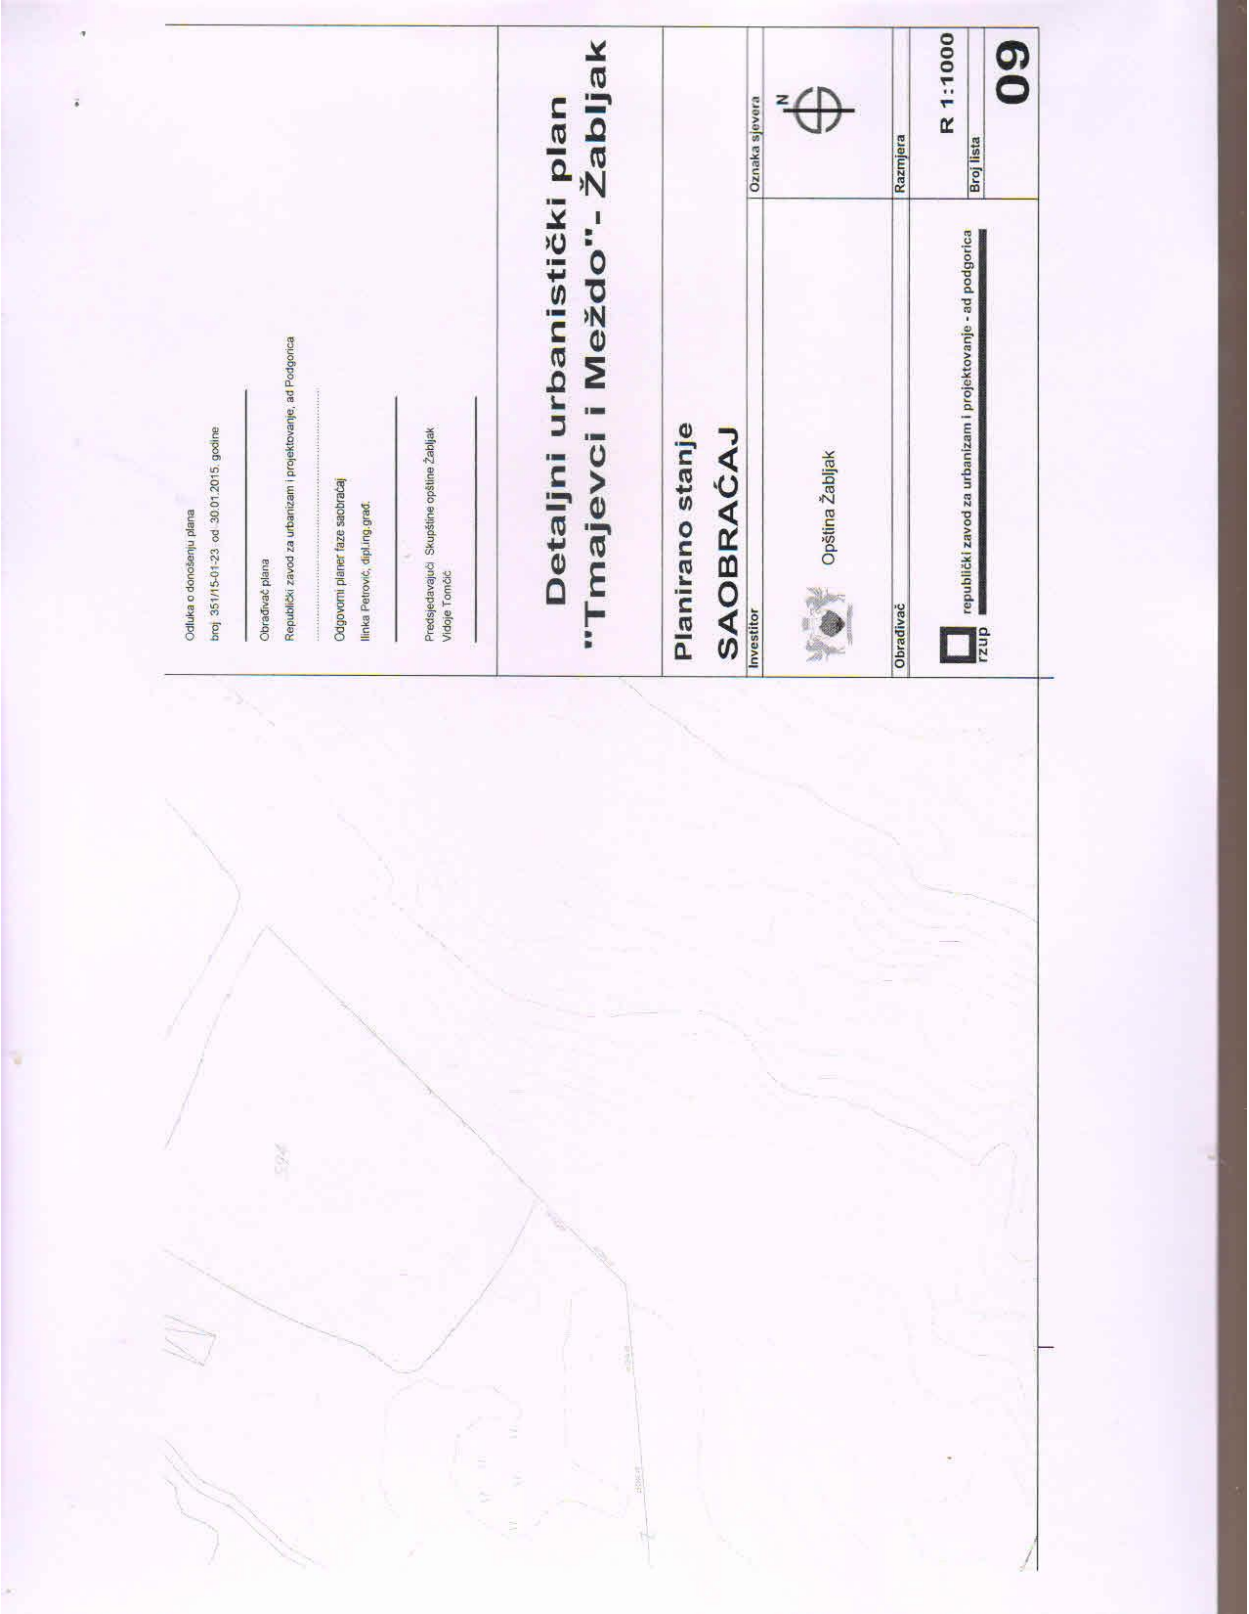 Odluka o donošenju plana
broj 351/15-01-23 od 30.01.2015. godine
Obrađivač plana
Republički zavod za urbanizam i projektovanje, ad Podgorica
Odgovorni planer faze saobraćaj
Ilinka Petrović, dipl.ing.građ.
Predsjedavajući Skupštine opštine Žabljak
Vidoje Tomčić
Detaljni urbanistički plan
"Tmajevci i Meždo"- Žabljak
Planirano stanje
SAOBRAĆAJ
Investitor
Oznaka sjevera
Opština Žabljak
N
Obrađivač
Razmjera
R 1:1000
rzup
republički zavod za urbanizam i projektovanje - ad podgorica
Broj lista
09
594